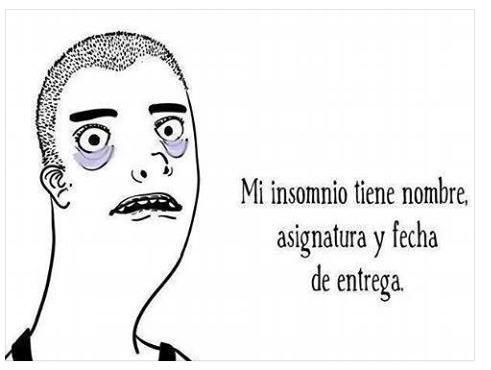 Mi insomnio tiene nombre,
asignatura y fecha
de entrega.